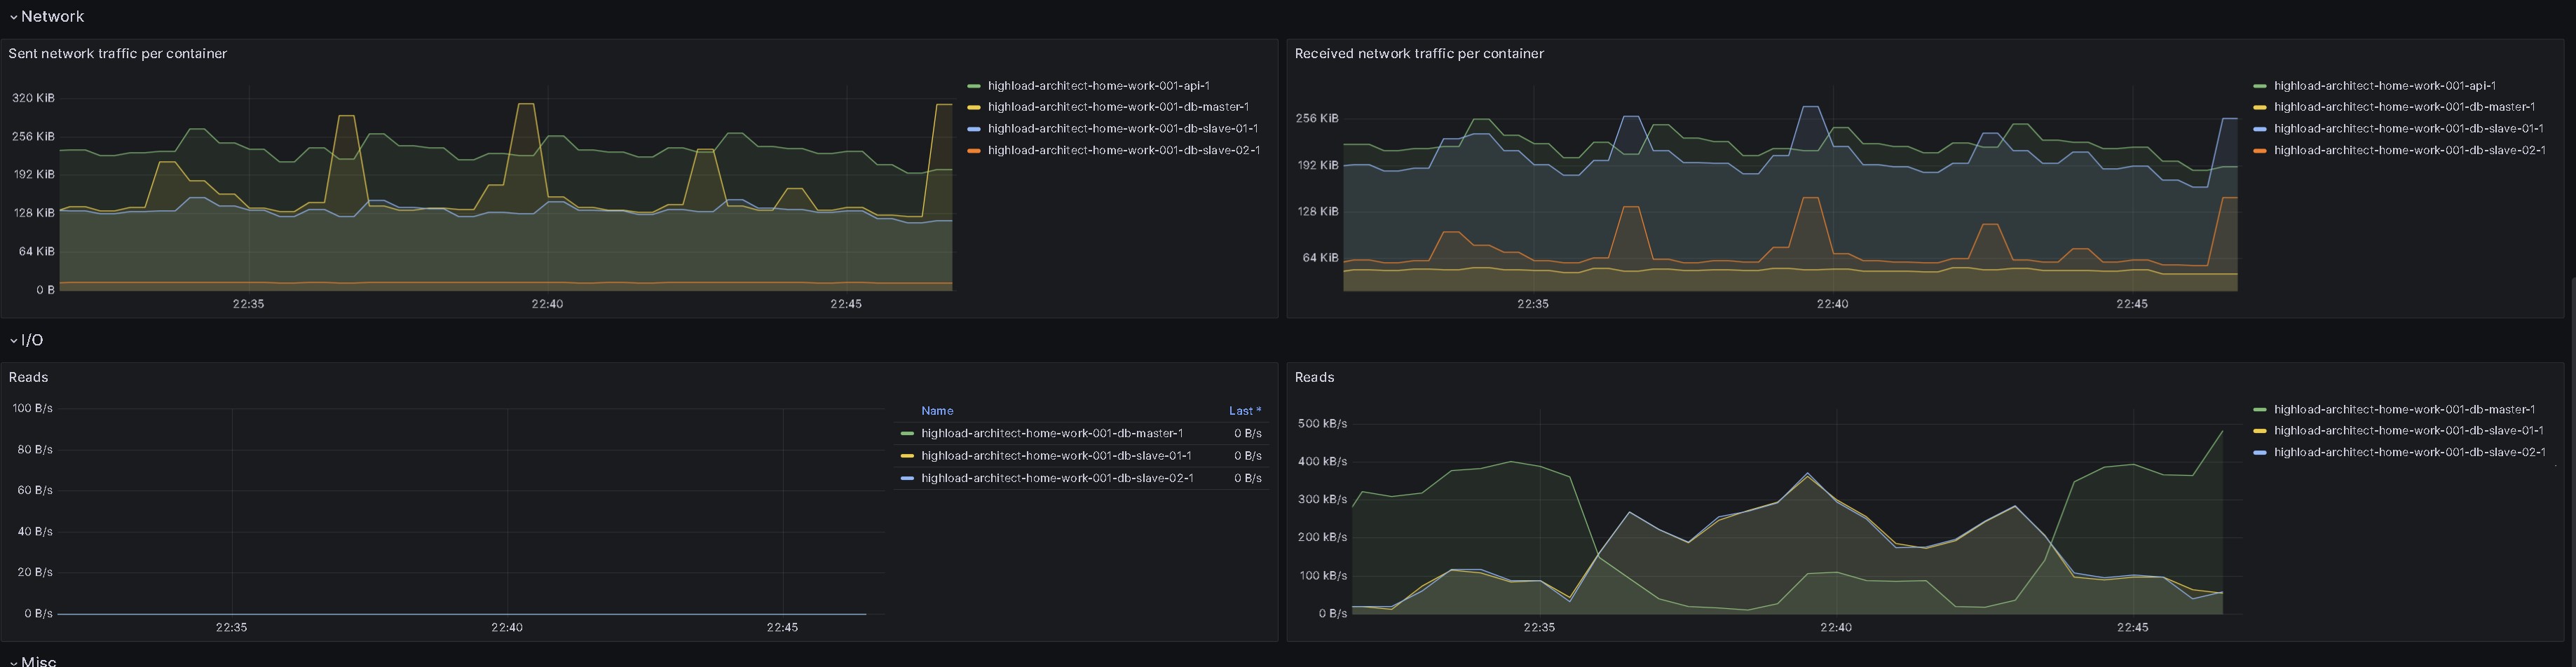 Network
Sent network traffic per container
320 KiB
256 KiB
192 KiB
128 KiB
64 KiB
0 B
22:35
22:40
22:45
highload-architect-home-work-001-api-1
highload-architect-home-work-001-db-master-1
highload-architect-home-work-001-db-slave-01-1
highload-architect-home-work-001-db-slave-02-1
Received network traffic per container
256 KiB
192 KiB
128 KiB
64 KiB
22:35
22:40
22:45
highload-architect-home-work-001-api-1
highload-architect-home-work-001-db-master-1
highload-architect-home-work-001-db-slave-01-1
highload-architect-home-work-001-db-slave-02-1
I/O
Reads
100 B/s
80 B/s
60 B/s
40 B/s
20 B/s
0 B/s
22:35
22:40
22:45
Name Last *
highload-architect-home-work-001-db-master-1 0 B/s
highload-architect-home-work-001-db-slave-01-1 0 B/s
highload-architect-home-work-001-db-slave-02-1 0 B/s
Reads
500 kB/s
400 kB/s
300 kB/s
200 kB/s
100 kB/s
0 B/s
22:35
22:40
22:45
highload-architect-home-work-001-db-master-1
highload-architect-home-work-001-db-slave-01-1
highload-architect-home-work-001-db-slave-02-1
Misc